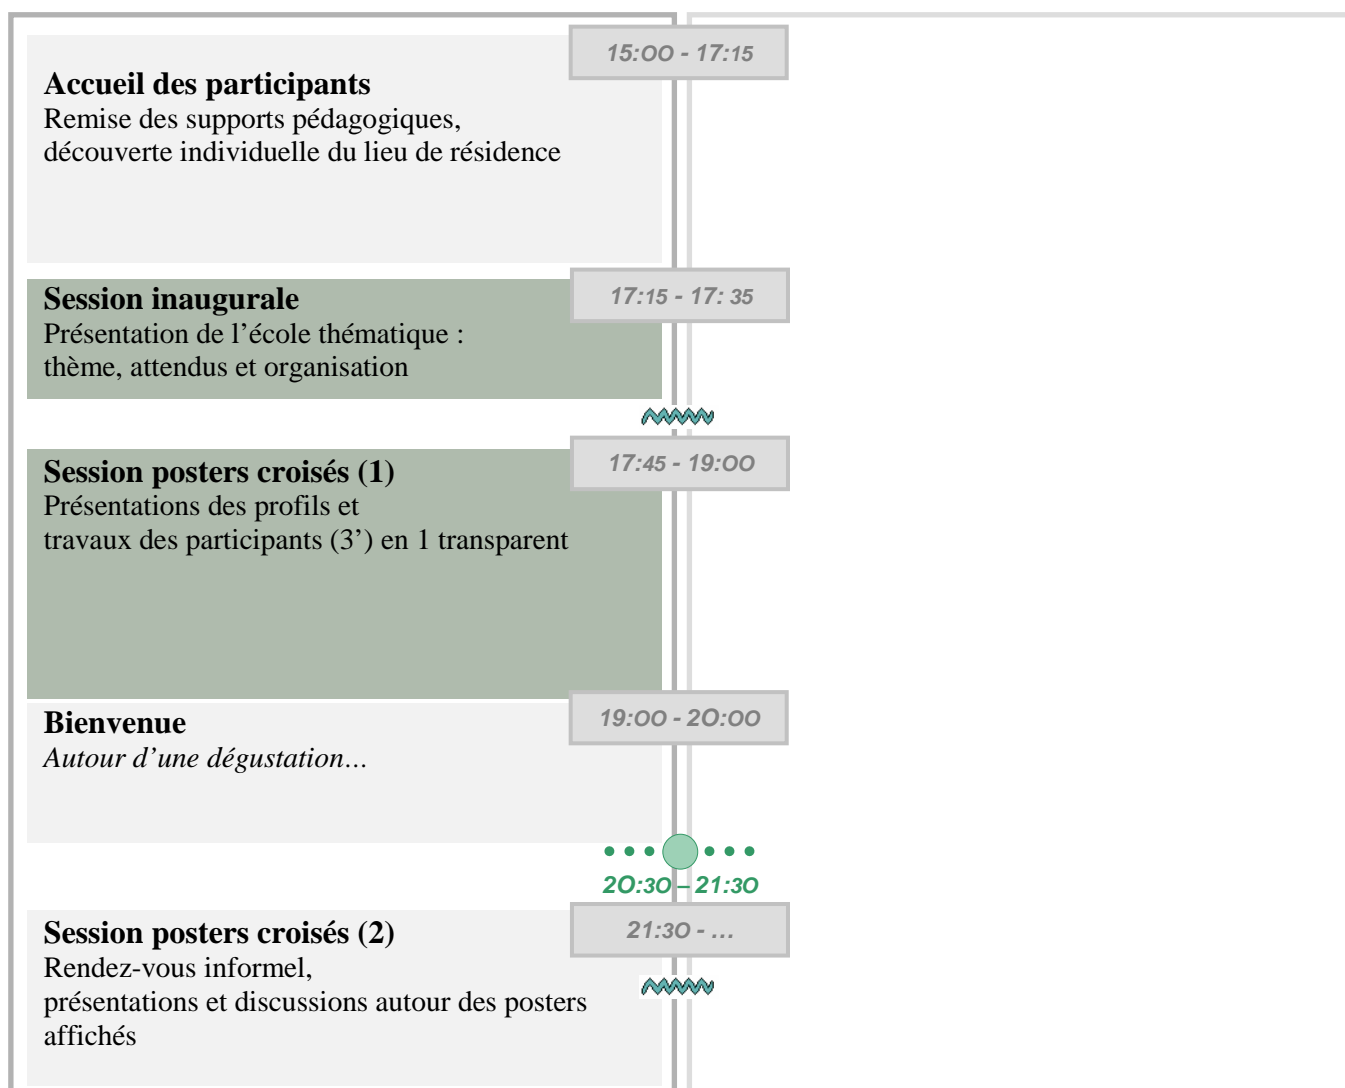 15:00 - 17:15
Accueil des participants
Remise des supports pédagogiques,
découverte individuelle du lieu de résidence
17:15 - 17: 35
Session inaugurale
Présentation de l’école thématique :
thème, attendus et organisation
17:45 - 19:00
Session posters croisés (1)
Présentations des profils et
travaux des participants (3’) en 1 transparent
19:00 - 20:00
Bienvenue
Autour d’une dégustation…
20:30 – 21:30
21:30 - …
Session posters croisés (2)
Rendez-vous informel,
présentations et discussions autour des posters
affichés